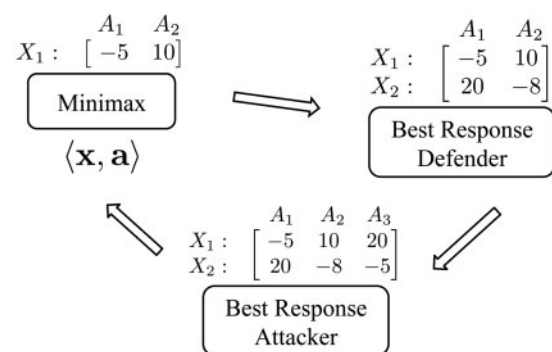 A₁ A₂
X₁ : [ −5 10 ]
Minimax
⟨x, a⟩
A₁ A₂
X₁ : [ −5 10 ]
X₂ : [ 20 −8 ]
Best Response
Defender
A₁ A₂ A₃
X₁ : [ −5 10 20 ]
X₂ : [ 20 −8 −5 ]
Best Response
Attacker